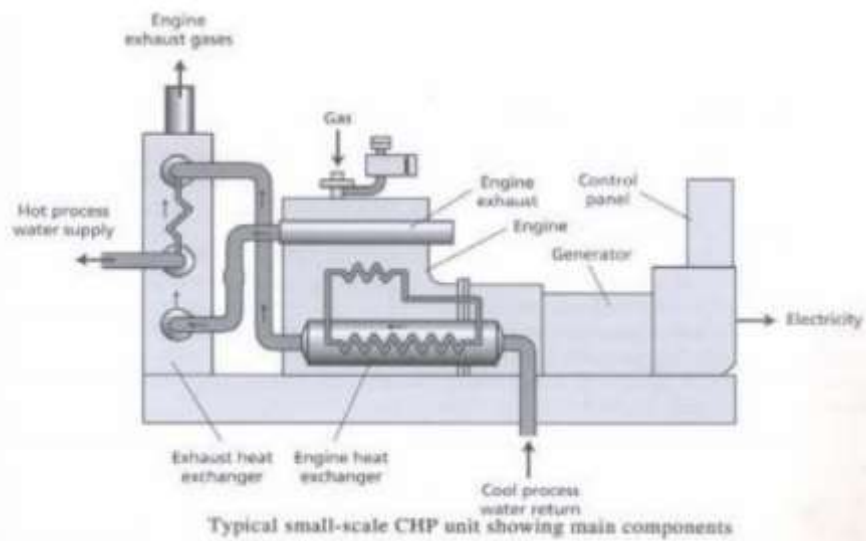 Engine
exhaust gases
Gas
Engine
exhaust
Control
panel
Hot process
water supply
Engine
Generator
Electricity
Exhaust heat
exchanger
Engine heat
exchanger
Cool process
water return
Typical small-scale CHP unit showing main components